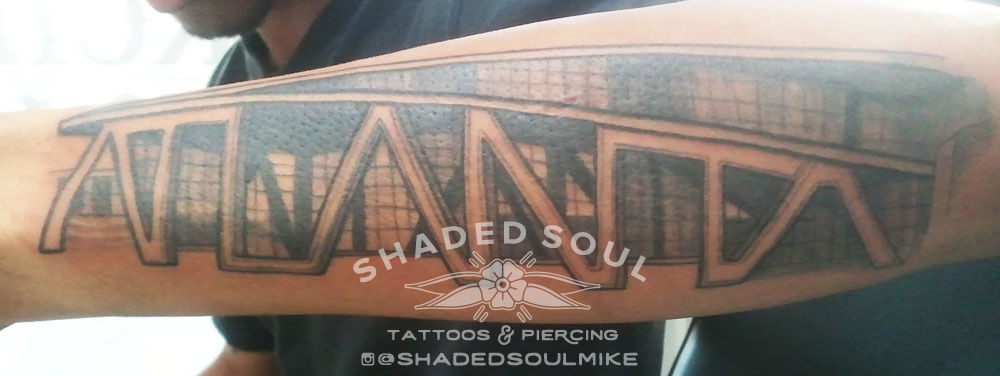 ATLANTA
SHADED SOUL
TATTOOS & PIERCING
@SHADEDSOULMIKE